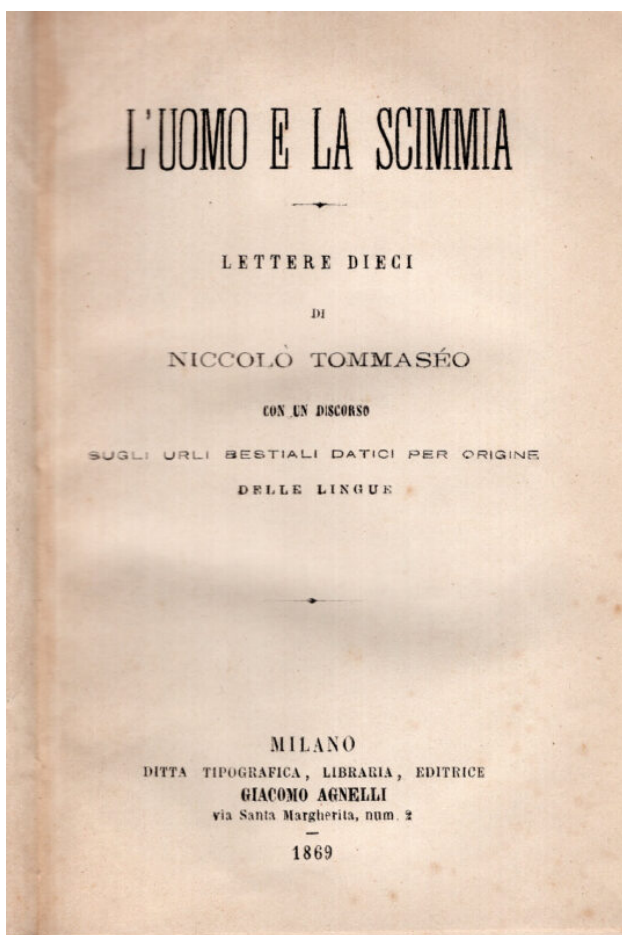 L'UOMO E LA SCIMMIA
LETTERE DIECI
DI
NICCOLÒ TOMMASÉO
CON UN DISCORSO
SUGLI URLI BESTIALI DATICI PER ORIGINE
DELLE LINGUE
MILANO
DITTA TIPOGRAFICA, LIBRARIA, EDITRICE
GIACOMO AGNELLI
via Santa Margherita, num. 2
1869